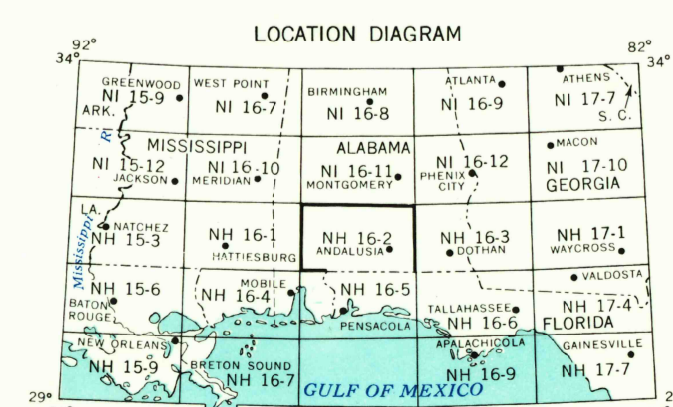 LOCATION DIAGRAM
92°
82°
34°
34°
GREENWOOD
NI 15-9
ARK.
WEST POINT
NI 16-7
BIRMINGHAM
NI 16-8
ATLANTA
NI 16-9
ATHENS
NI 17-7
S. C.
R
MISSISSIPPI
ALABAMA
NI 15-12
JACKSON
NI 16-10
MERIDIAN
NI 16-11
MONTGOMERY
NI 16-12
PHENIX
CITY
MACON
NI 17-10
GEORGIA
LA.
NATCHEZ
NH 15-3
Mississippi
NH 16-1
HATTIESBURG
NH 16-2
ANDALUSIA
NH 16-3
DOTHAN
NH 17-1
WAYCROSS
NH 15-6
BATON
ROUGE
MOBILE
NH 16-4
NH 16-5
PENSACOLA
TALLAHASSEE
NH 16-6
VALDOSTA
NH 17-4
FLORIDA
NEW ORLEANS
NH 15-9
BRETON SOUND
NH 16-7
GULF OF MEXICO
APALACHICOLA
NH 16-9
GAINESVILLE
NH 17-7
29°
2